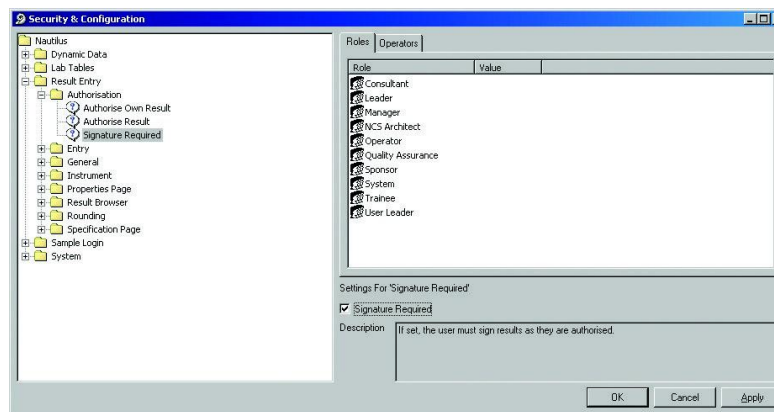 Security & Configuration
Nautilus
Dynamic Data
Lab Tables
Result Entry
Authorisation
Authorise Own Result
Authorise Result
Signature Required
Entry
General
Instrument
Properties Page
Result Browser
Rounding
Specification Page
Sample Login
System
Roles Operators
Role Value
Consultant
Leader
Manager
NCS Architect
Operator
Quality Assurance
Sponsor
System
Trainee
User Leader
Settings For 'Signature Required'
Signature Required
Description If set, the user must sign results as they are authorised.
OK Cancel Apply